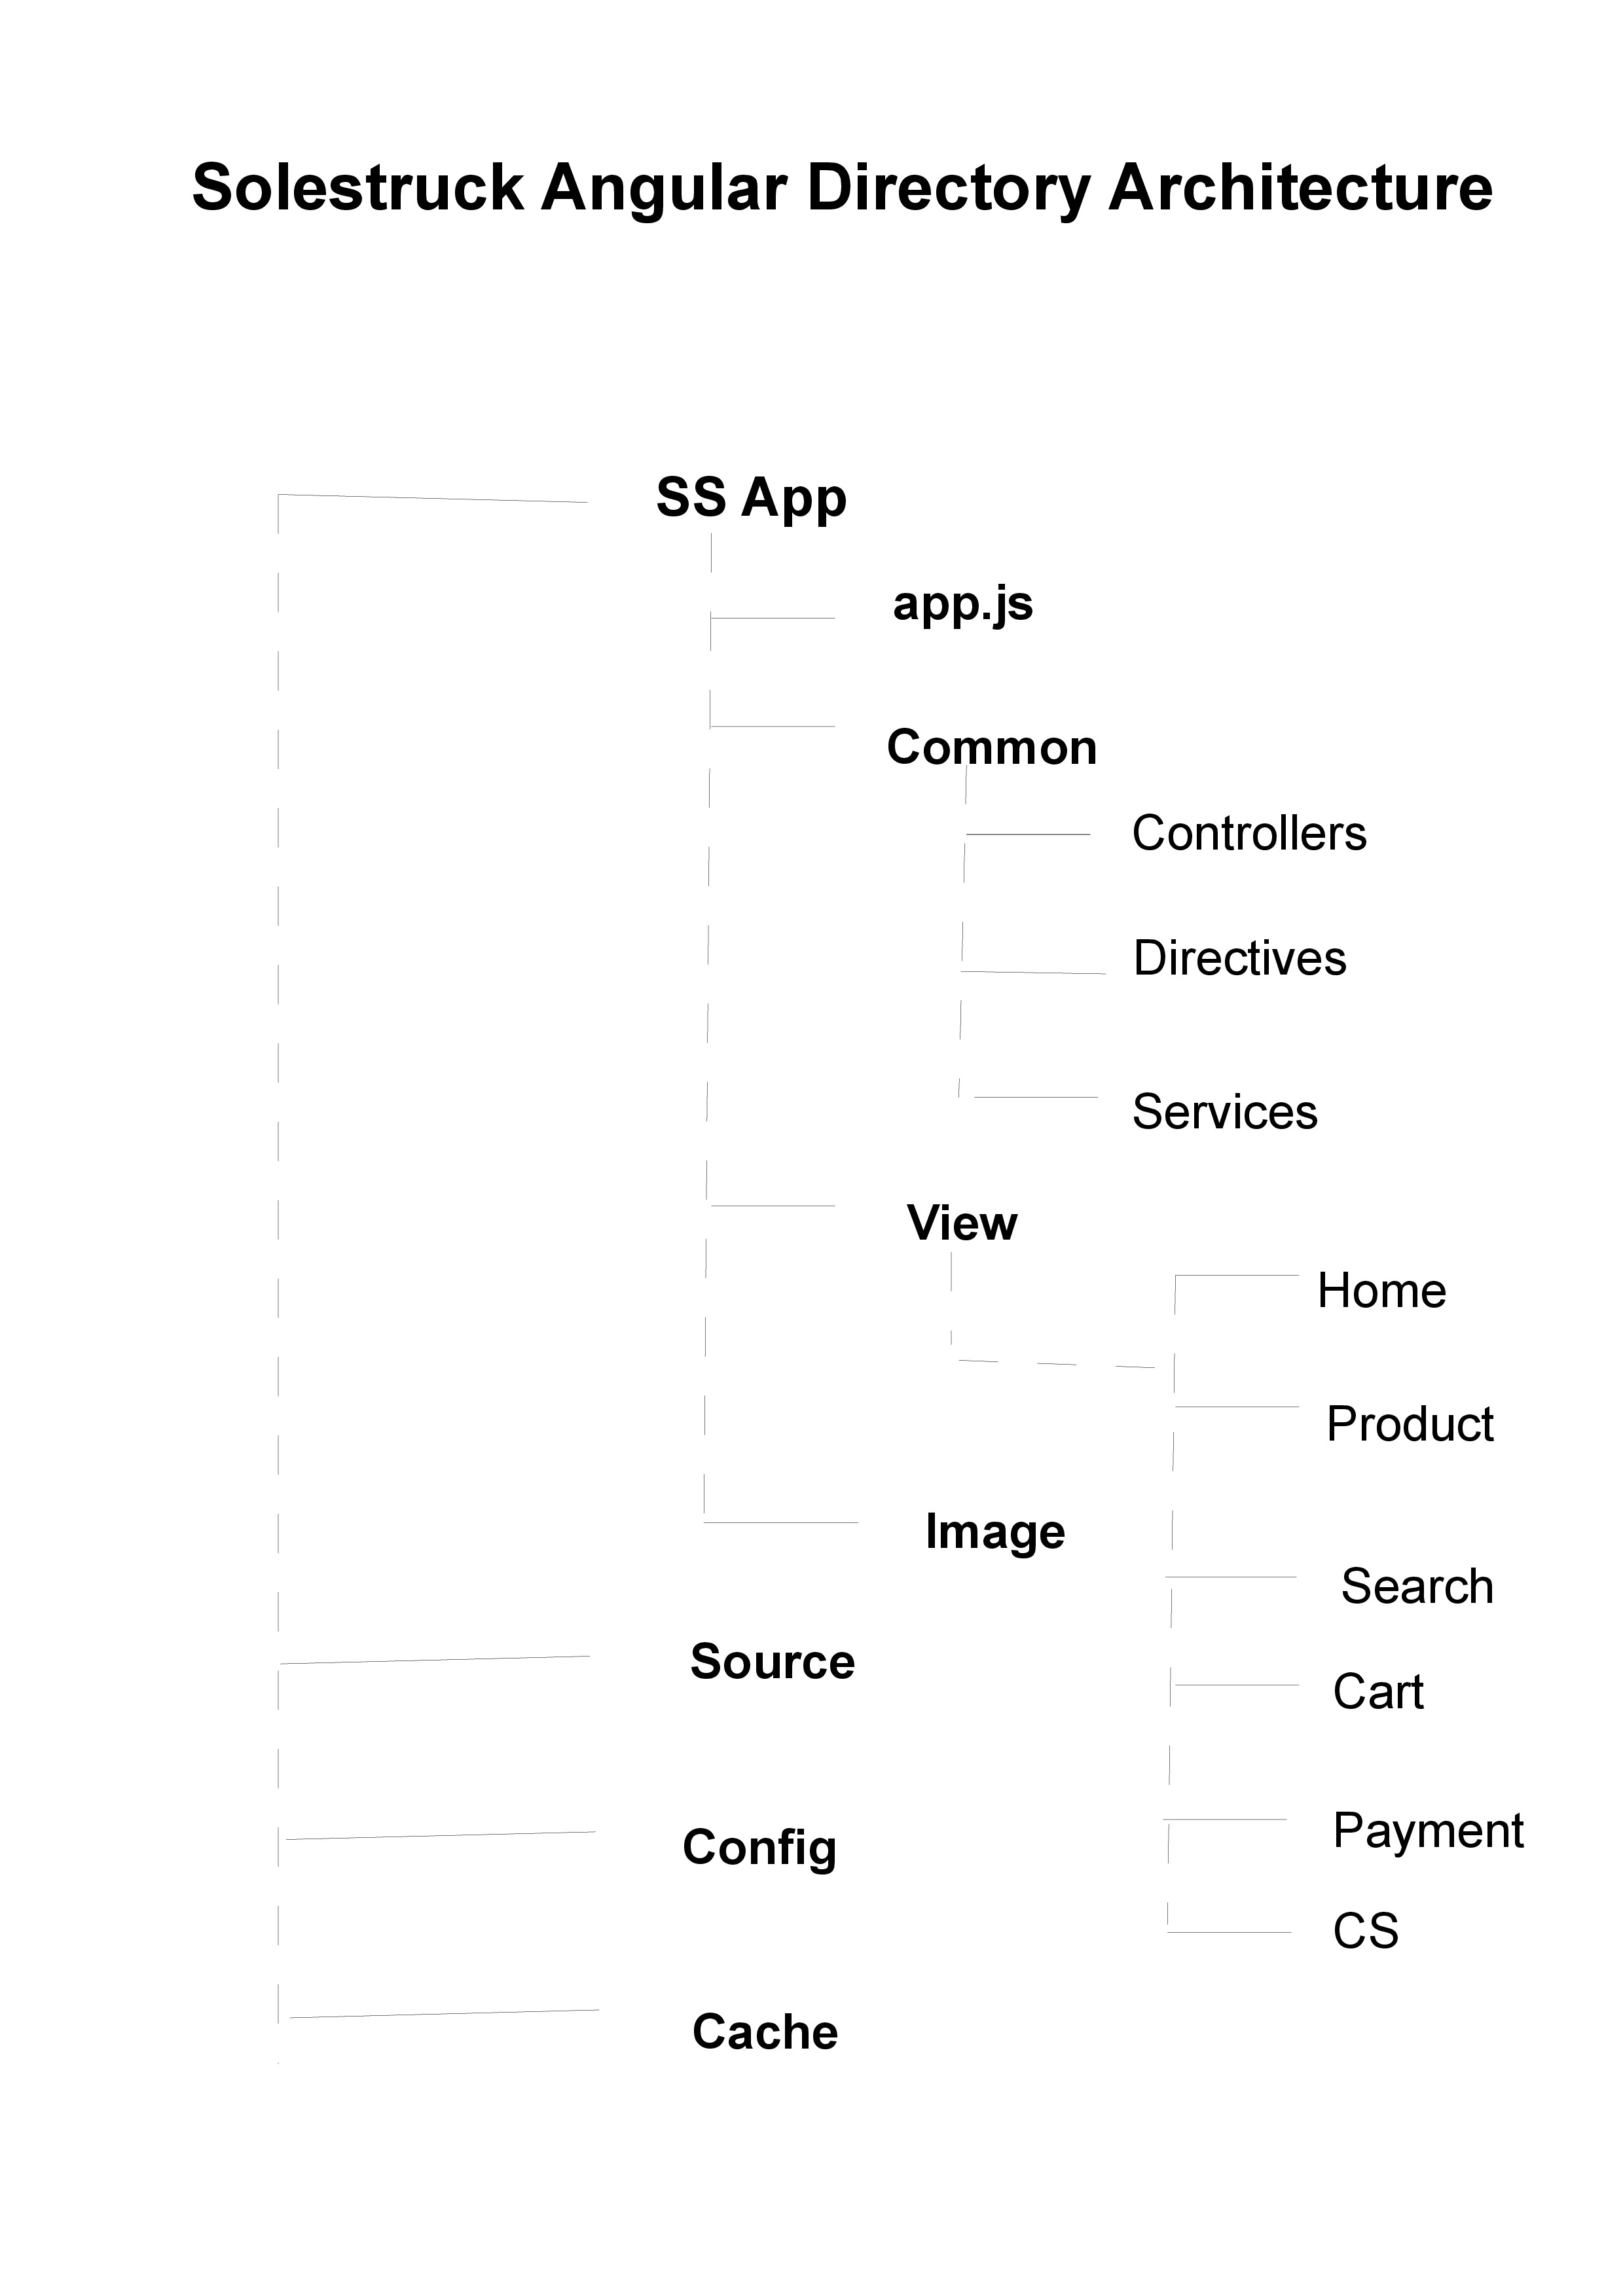 Solestruck Angular Directory Architecture
SS App
app.js
Common
Controllers
Directives
Services
View
Home
Product
Image
Search
Source
Cart
Payment
Config
CS
Cache